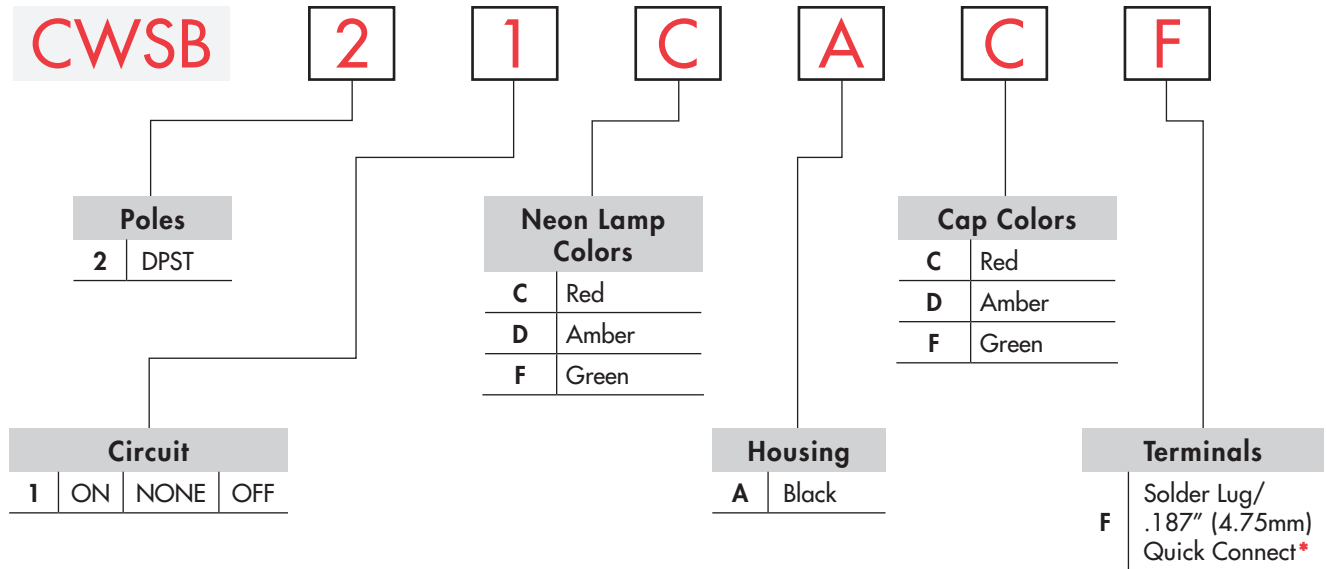 CWSB 2 1 C A C F
Poles
2 DPST
Neon Lamp
Colors
C Red
D Amber
F Green
Cap Colors
C Red
D Amber
F Green
Circuit
1 ON NONE OFF
Housing
A Black
Terminals
F Solder Lug/
.187” (4.75mm)
Quick Connect*